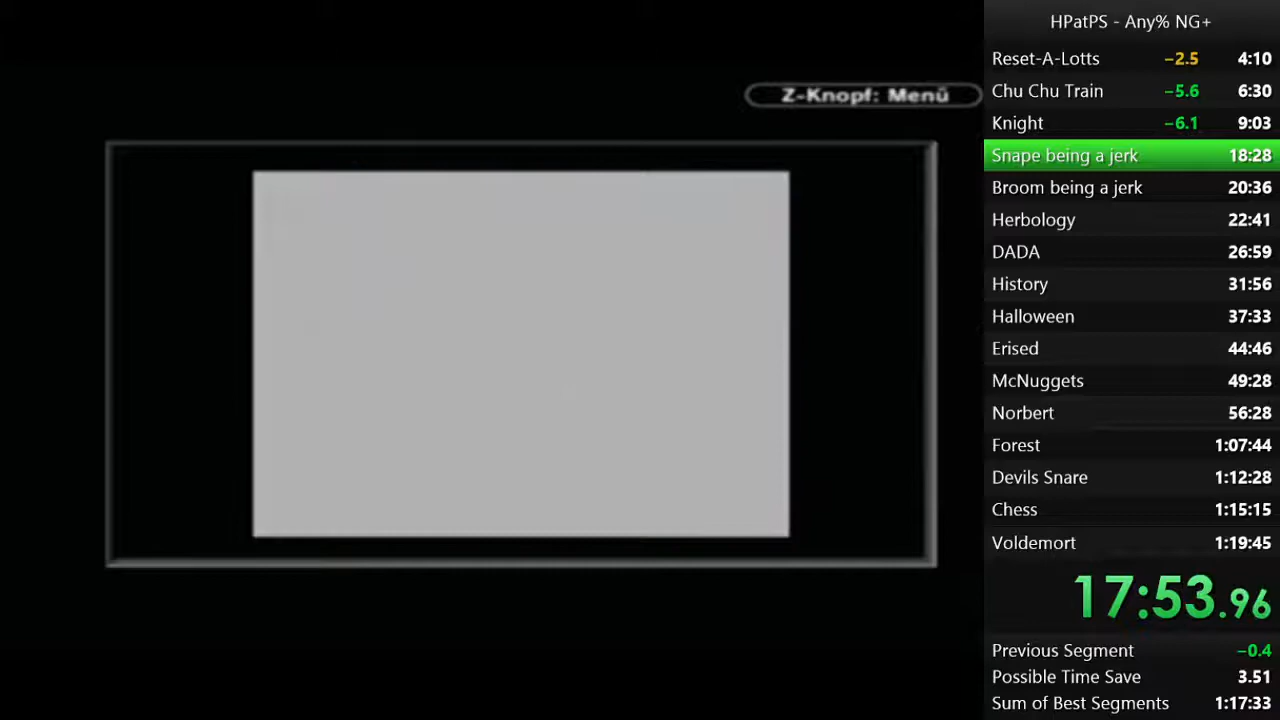 Z-Knopf: Menü
HPatPS - Any% NG+
Reset-A-Lotts −2.5 4:10
Chu Chu Train −5.6 6:30
Knight −6.1 9:03
Snape being a jerk 18:28
Broom being a jerk 20:36
Herbology 22:41
DADA 26:59
History 31:56
Halloween 37:33
Erised 44:46
McNuggets 49:28
Norbert 56:28
Forest 1:07:44
Devils Snare 1:12:28
Chess 1:15:15
Voldemort 1:19:45
17:53.96
Previous Segment −0.4
Possible Time Save 3.51
Sum of Best Segments 1:17:33